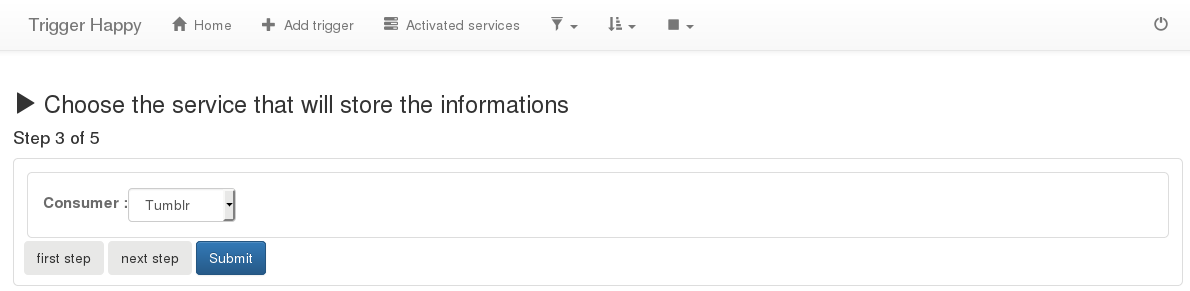 Trigger Happy Home Add trigger Activated services
Choose the service that will store the informations
Step 3 of 5
Consumer : Tumblr
first step next step Submit